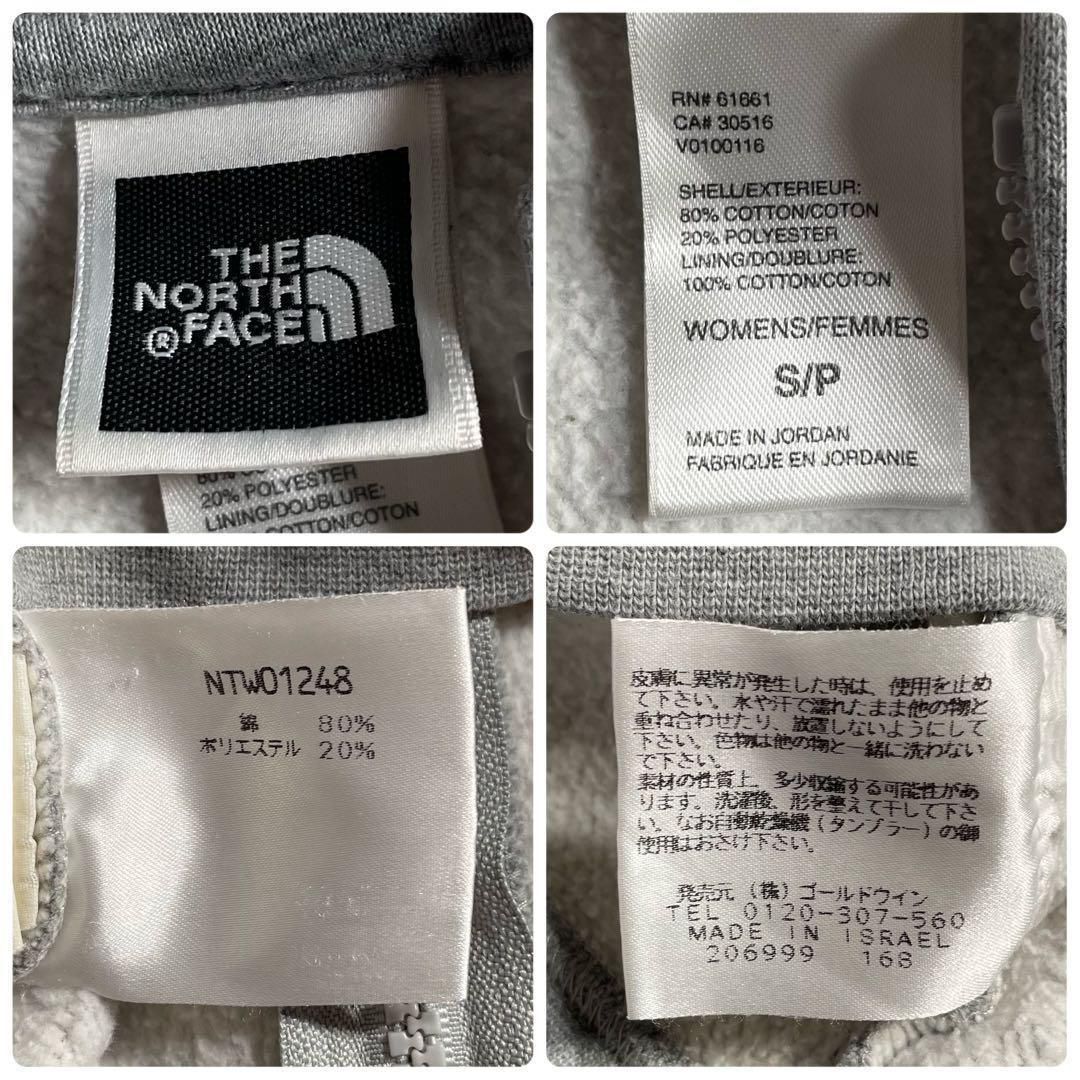 THE
NORTH
FACE
®
80%
20% POLYESTER
LINING/DOUBLURE:
COTTON/COTON
RN# 61661
CA# 30516
V0100116
SHELL/EXTERIEUR:
80% COTTON/COTON
20% POLYESTER
LINING/DOUBLURE:
100% COTTON/COTON
WOMENS/FEMMES
S/P
MADE IN JORDAN
FABRIQUE EN JORDANIE
NTW01248
綿 80%
ポリエステル 20%
皮膚に異常が発生した時は、使用を止め
て下さい。水や汗で濡れたまま他の物と
重ね合わせたり、放置しないようにして
下さい。色物は他の物と一緒に洗わない
で下さい。
素材の性質上、多少収縮する可能性があ
ります。洗濯後、形を整えて干して下さ
い。なお自動乾燥機(タンブラー)の御
使用はおさけ下さい。
発売元 (株)ゴールドウイン
TEL 0120-307-560
MADE IN ISRAEL
206999 168